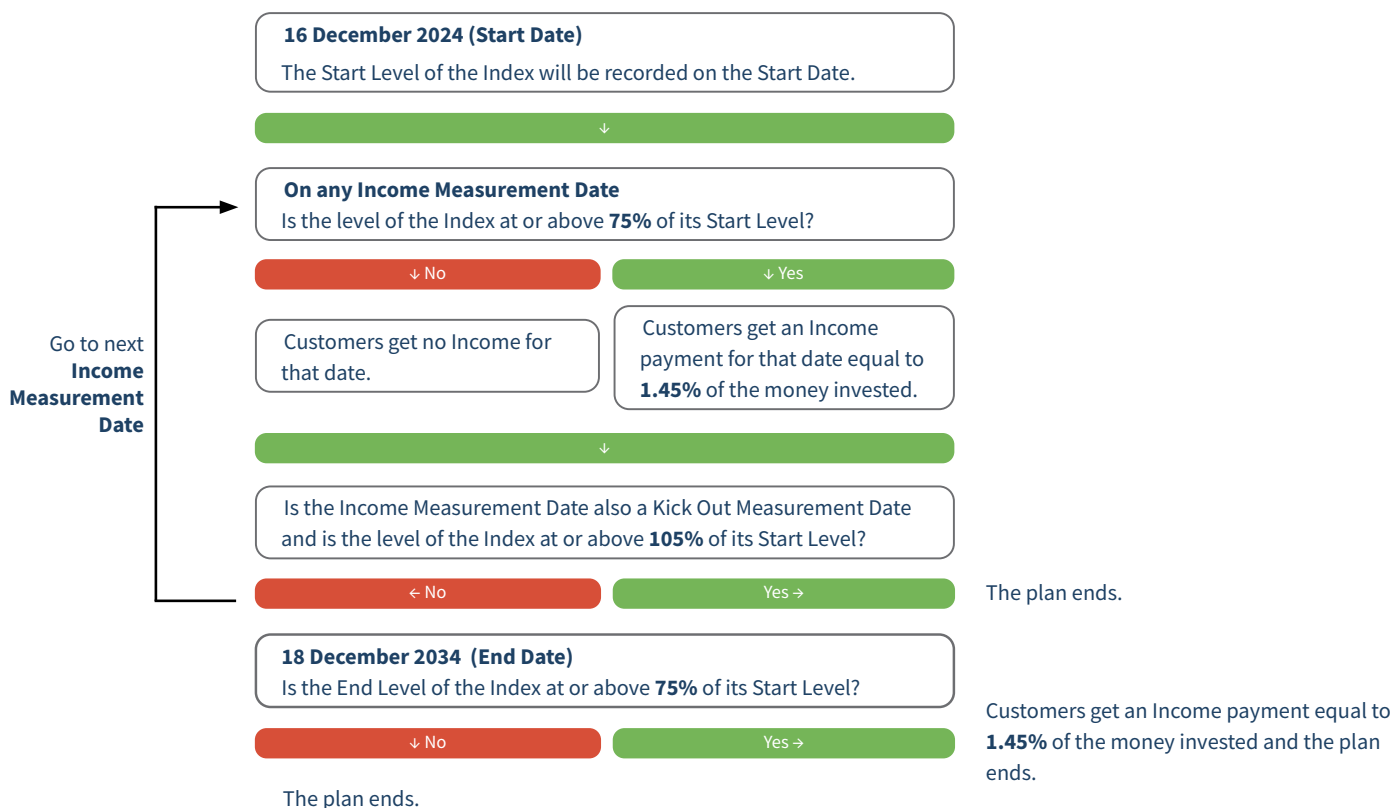 16 December 2024 (Start Date)
The Start Level of the Index will be recorded on the Start Date.
↓
On any Income Measurement Date
Is the level of the Index at or above 75% of its Start Level?
↓ No
↓ Yes
Customers get no Income for
that date.
Customers get an Income
payment for that date equal to
1.45% of the money invested.
Go to next
Income
Measurement
Date
↓
Is the Income Measurement Date also a Kick Out Measurement Date
and is the level of the Index at or above 105% of its Start Level?
← No
Yes →
The plan ends.
18 December 2034 (End Date)
Is the End Level of the Index at or above 75% of its Start Level?
↓ No
Yes →
Customers get an Income payment equal to
1.45% of the money invested and the plan
ends.
The plan ends.